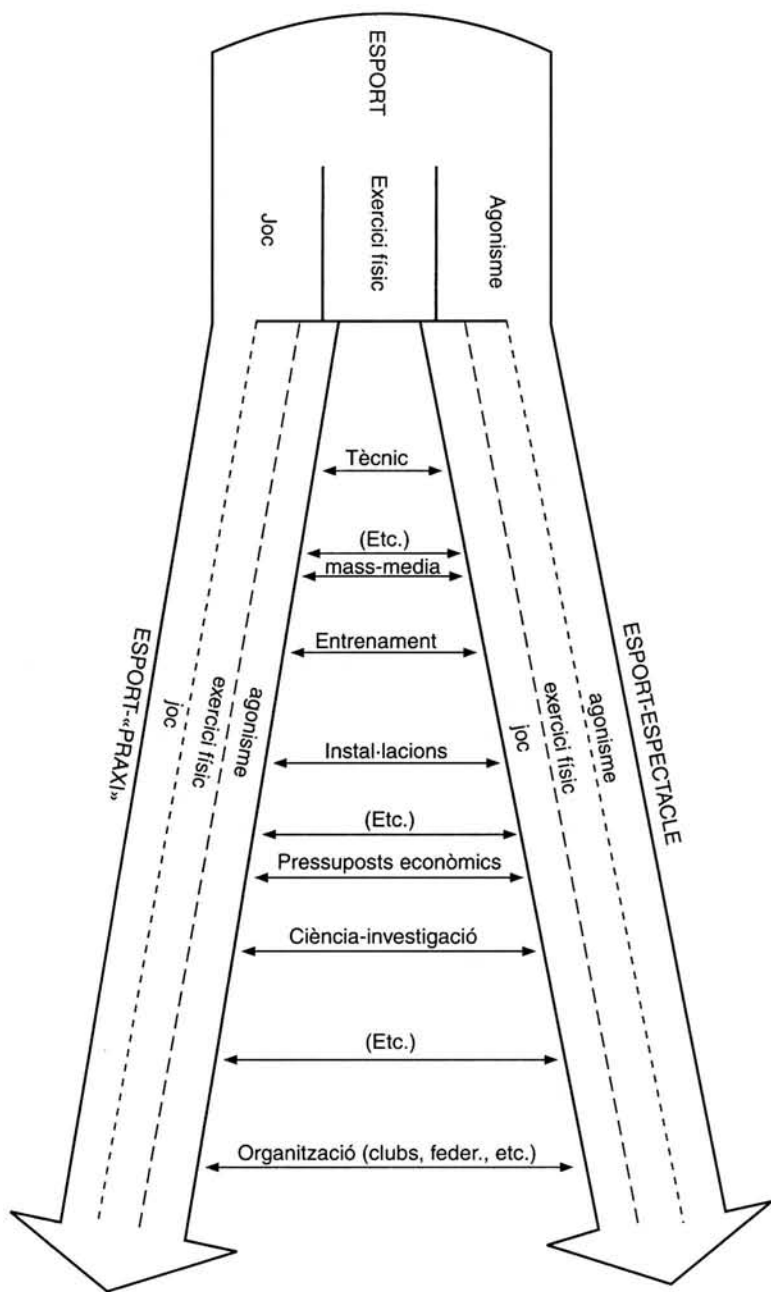 ESPORT
Joc
Exercici físic
Agonisme
Tècnic
(Etc.)
mass-media
Entrenament
Instal·lacions
(Etc.)
Pressuposts econòmics
Ciència-investigació
(Etc.)
Organització (clubs, feder., etc.)
ESPORT-«PRAXI»
joc
exercici físic
agonisme
joc
exercici físic
agonisme
ESPORT-ESPECTACLE